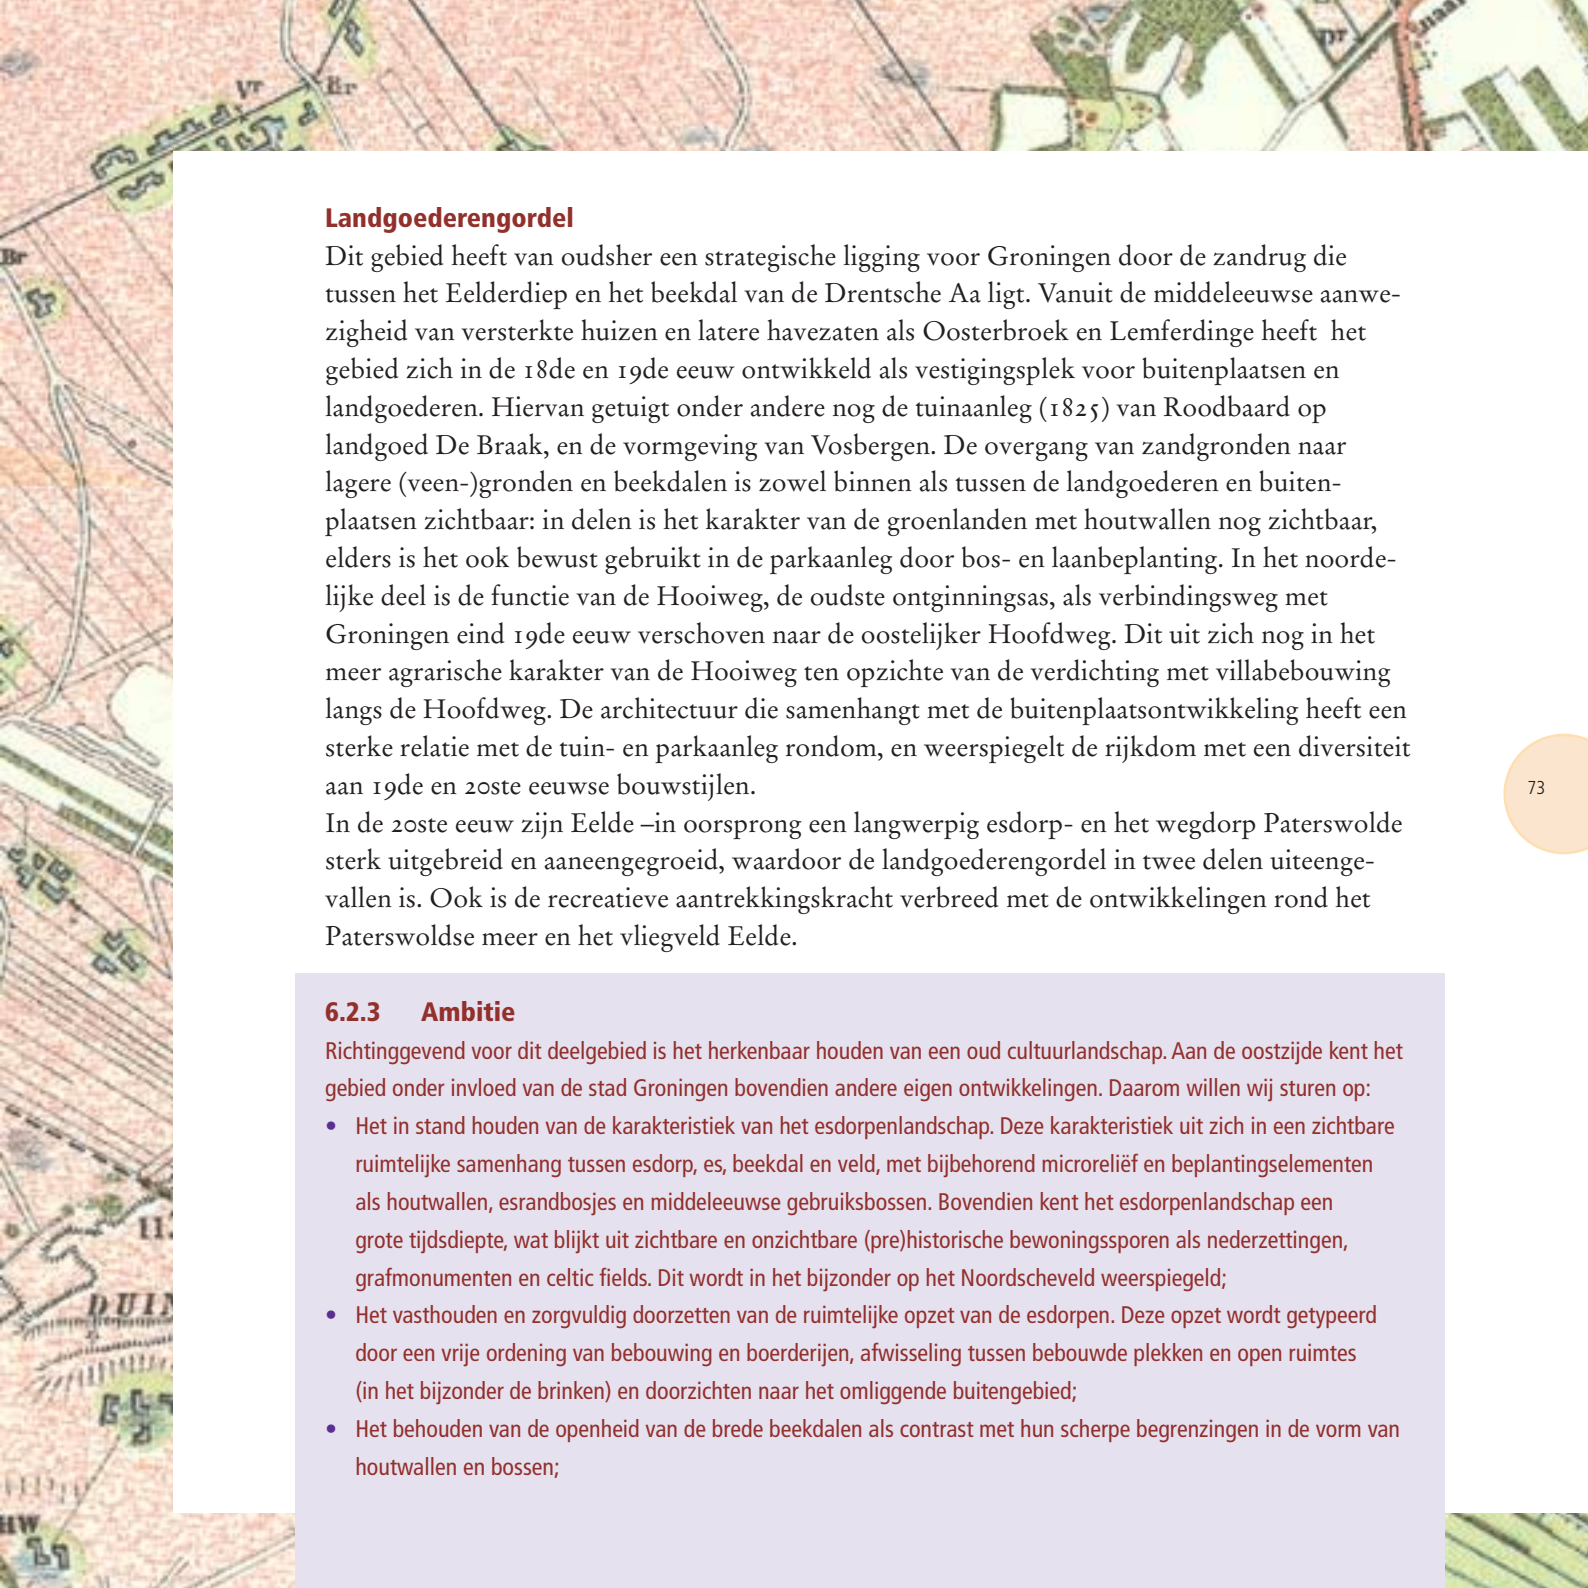 Vr
Br
pr
naar
Br
Landgoederengordel
Dit gebied heeft van oudsher een strategische ligging voor Groningen door de zandrug die
tussen het Eelderdiep en het beekdal van de Drentsche Aa ligt. Vanuit de middeleeuwse aanwe-
zigheid van versterkte huizen en latere havezaten als Oosterbroek en Lemferdinge heeft  het
gebied zich in de 18de en 19de eeuw ontwikkeld als vestigingsplek voor buitenplaatsen en
landgoederen. Hiervan getuigt onder andere nog de tuinaanleg (1825) van Roodbaard op
landgoed De Braak, en de vormgeving van Vosbergen. De overgang van zandgronden naar
lagere (veen-)gronden en beekdalen is zowel binnen als tussen de landgoederen en buiten-
plaatsen zichtbaar: in delen is het karakter van de groenlanden met houtwallen nog zichtbaar,
elders is het ook bewust gebruikt in de parkaanleg door bos- en laanbeplanting. In het noorde-
lijke deel is de functie van de Hooiweg, de oudste ontginningsas, als verbindingsweg met
Groningen eind 19de eeuw verschoven naar de oostelijker Hoofdweg. Dit uit zich nog in het
meer agrarische karakter van de Hooiweg ten opzichte van de verdichting met villabebouwing
langs de Hoofdweg. De architectuur die samenhangt met de buitenplaatsontwikkeling heeft een
sterke relatie met de tuin- en parkaanleg rondom, en weerspiegelt de rijkdom met een diversiteit
aan 19de en 20ste eeuwse bouwstijlen.
In de 20ste eeuw zijn Eelde –in oorsprong een langwerpig esdorp- en het wegdorp Paterswolde
sterk uitgebreid en aaneengegroeid, waardoor de landgoederengordel in twee delen uiteenge-
vallen is. Ook is de recreatieve aantrekkingskracht verbreed met de ontwikkelingen rond het
Paterswoldse meer en het vliegveld Eelde.
73
6.2.3 Ambitie
Richtinggevend voor dit deelgebied is het herkenbaar houden van een oud cultuurlandschap. Aan de oostzijde kent het
gebied onder invloed van de stad Groningen bovendien andere eigen ontwikkelingen. Daarom willen wij sturen op:
• Het in stand houden van de karakteristiek van het esdorpenlandschap. Deze karakteristiek uit zich in een zichtbare
ruimtelijke samenhang tussen esdorp, es, beekdal en veld, met bijbehorend microreliëf en beplantingselementen
als houtwallen, esrandbosjes en middeleeuwse gebruiksbossen. Bovendien kent het esdorpenlandschap een
grote tijdsdiepte, wat blijkt uit zichtbare en onzichtbare (pre)historische bewoningssporen als nederzettingen,
grafmonumenten en celtic fields. Dit wordt in het bijzonder op het Noordscheveld weerspiegeld;
• Het vasthouden en zorgvuldig doorzetten van de ruimtelijke opzet van de esdorpen. Deze opzet wordt getypeerd
door een vrije ordening van bebouwing en boerderijen, afwisseling tussen bebouwde plekken en open ruimtes
(in het bijzonder de brinken) en doorzichten naar het omliggende buitengebied;
• Het behouden van de openheid van de brede beekdalen als contrast met hun scherpe begrenzingen in de vorm van
houtwallen en bossen;
DUI
HW